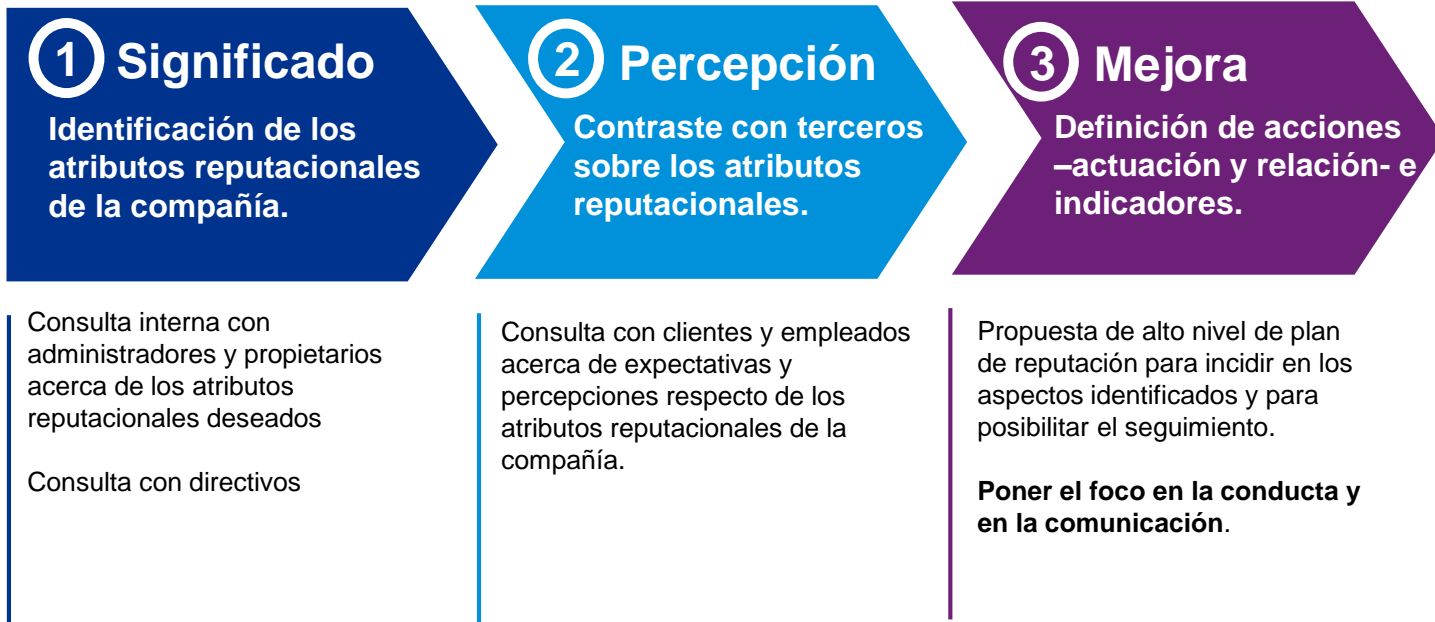 1 Significado
Identificación de los
atributos reputacionales
de la compañía.
Consulta interna con
administradores y propietarios
acerca de los atributos
reputacionales deseados
Consulta con directivos
2 Percepción
Contraste con terceros
sobre los atributos
reputacionales.
Consulta con clientes y empleados
acerca de expectativas y
percepciones respecto de los
atributos reputacionales de la
compañía.
3 Mejora
Definición de acciones
–actuación y relación- e
indicadores.
Propuesta de alto nivel de plan
de reputación para incidir en los
aspectos identificados y para
posibilitar el seguimiento.
Poner el foco en la conducta y
en la comunicación.